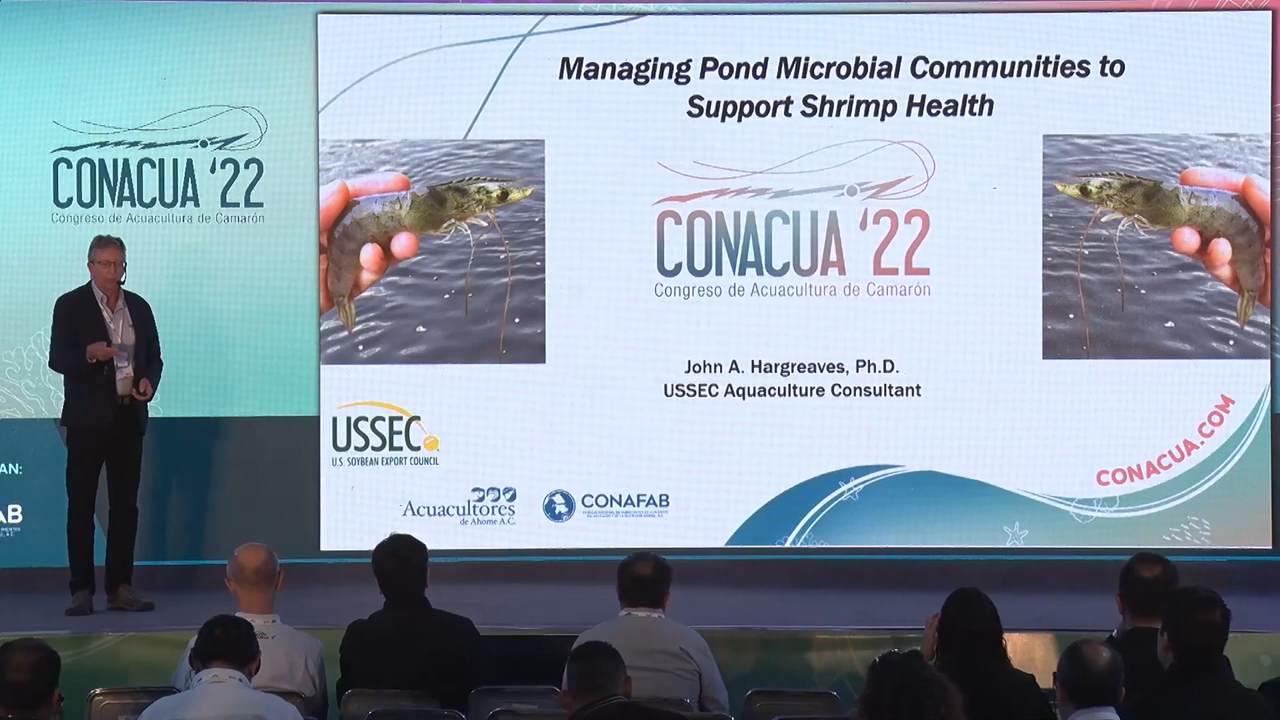 Managing Pond Microbial Communities to
Support Shrimp Health
CONACUA '22
Congreso de Acuacultura de Camarón
CONACUA '22
Congreso de Acuacultura de Camarón
John A. Hargreaves, Ph.D.
USSEC Aquaculture Consultant
USSEC
U.S. SOYBEAN EXPORT COUNCIL
CONACUA.COM
Acuacultores
de Ahome A.C.
CONAFAB
AN:
AB